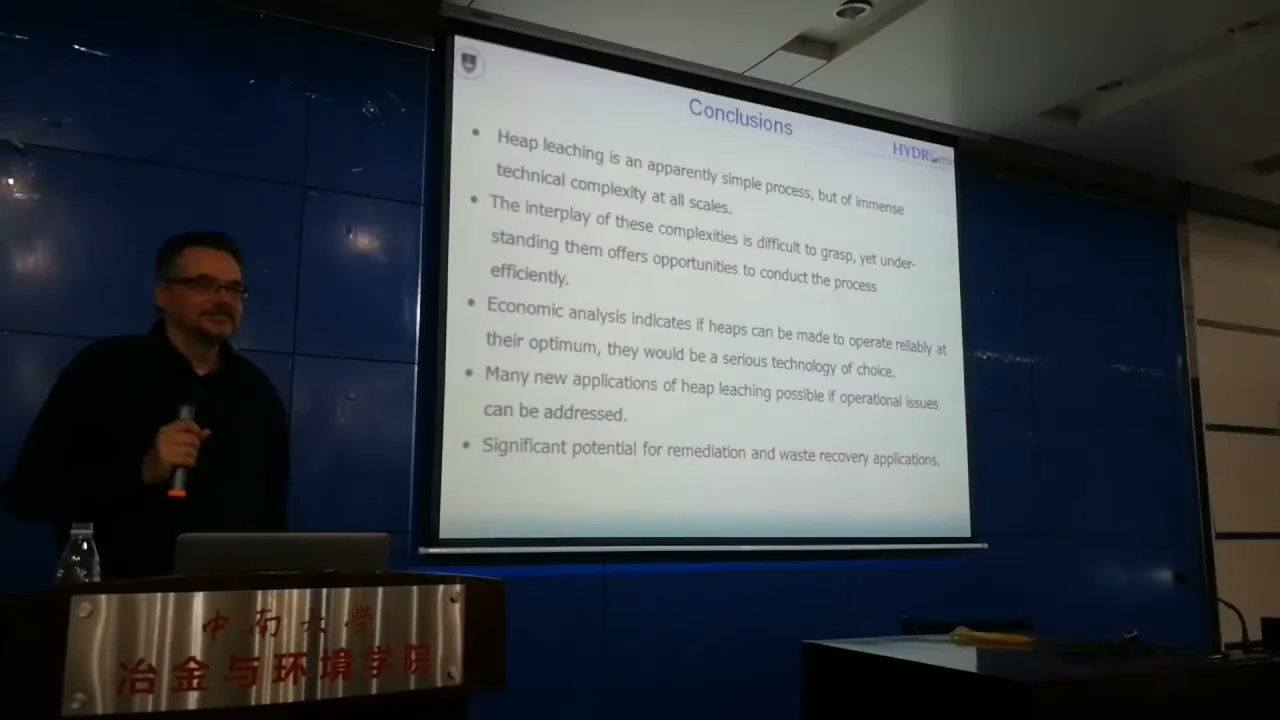 Conclusions
HYDR
• Heap leaching is an apparently simple process, but of immense
technical complexity at all scales.
• The interplay of these complexities is difficult to grasp, yet under-
standing them offers opportunities to conduct the process
efficiently.
• Economic analysis indicates if heaps can be made to operate reliably at
their optimum, they would be a serious technology of choice.
• Many new applications of heap leaching possible if operational issues
can be addressed.
• Significant potential for remediation and waste recovery applications.
中南大学
冶金与环境学院